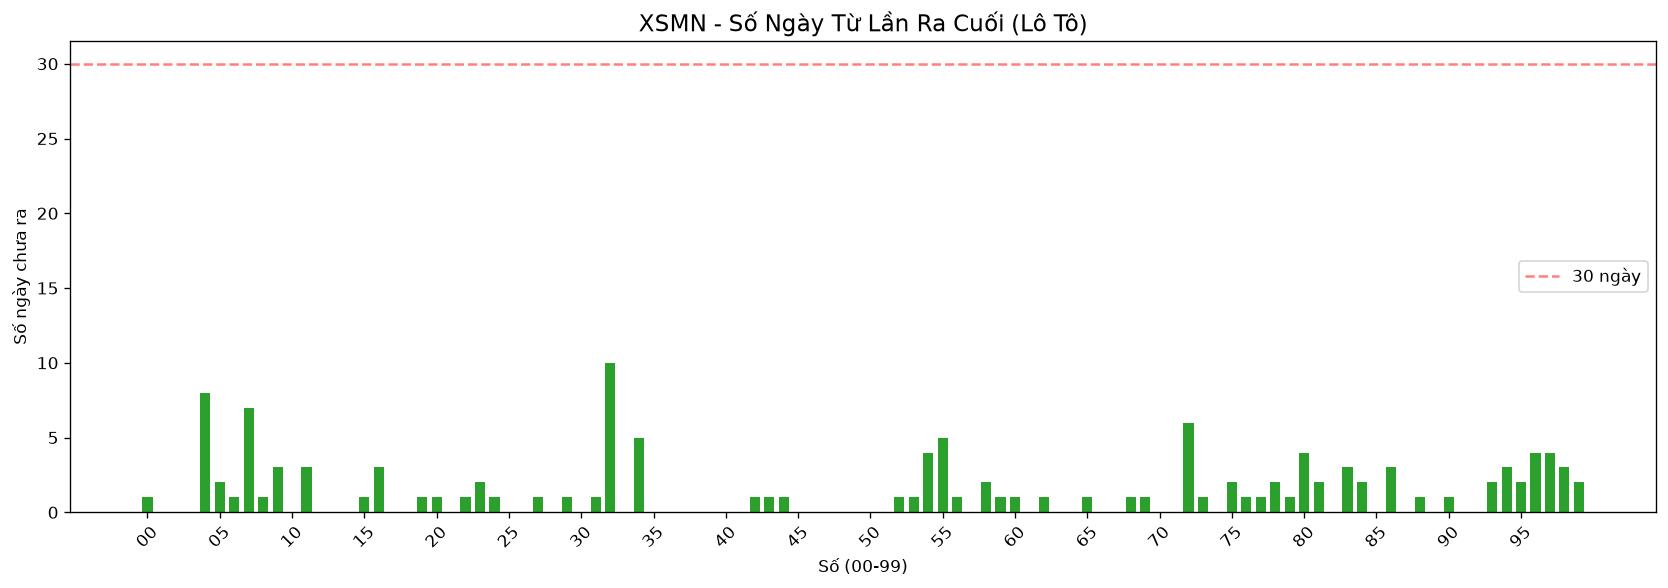 XSMN - Số Ngày Từ Lần Ra Cuối (Lô Tô)
Số ngày chưa ra
30
25
20
15
10
5
0
30 ngày
00 05 10 15 20 25 30 35 40 45 50 55 60 65 70 75 80 85 90 95
Số (00-99)